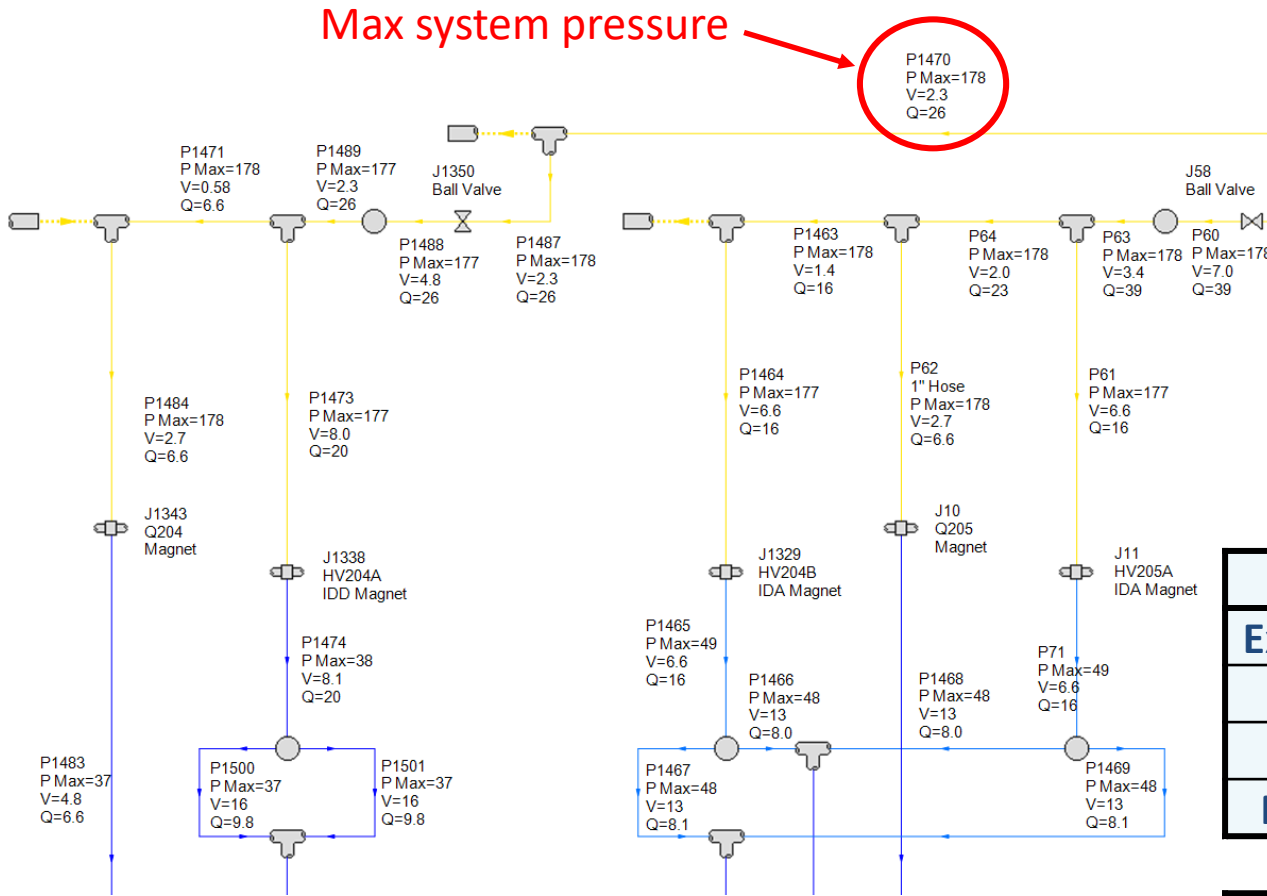 Max system pressure
P1470
P Max=178
V=2.3
Q=26
P1471
P Max=178
V=0.58
Q=6.6
P1489
P Max=177
V=2.3
Q=26
J1350
Ball Valve
P1488
P Max=177
V=4.8
Q=26
P1487
P Max=178
V=2.3
Q=26
J58
Ball Valve
P1463
P Max=178
V=1.4
Q=16
P64
P Max=178
V=2.0
Q=23
P63
P Max=178
V=3.4
Q=39
P60
P Max=178
V=7.0
Q=39
P1484
P Max=178
V=2.7
Q=6.6
P1473
P Max=177
V=8.0
Q=20
P1464
P Max=177
V=6.6
Q=16
P62
1" Hose
P Max=178
V=2.7
Q=6.6
P61
P Max=177
V=6.6
Q=16
J1343
Q204
Magnet
J1338
HV204A
IDD Magnet
J1329
HV204B
IDA Magnet
J10
Q205
Magnet
J11
HV205A
IDA Magnet
P1474
P Max=38
V=8.1
Q=20
P1465
P Max=49
V=6.6
Q=16
P1466
P Max=48
V=13
Q=8.0
P1468
P Max=48
V=13
Q=8.0
P71
P Max=49
V=6.6
Q=16
P1483
P Max=37
V=4.8
Q=6.6
P1500
P Max=37
V=16
Q=9.8
P1501
P Max=37
V=16
Q=9.8
P1467
P Max=48
V=13
Q=8.1
P1469
P Max=48
V=13
Q=8.1